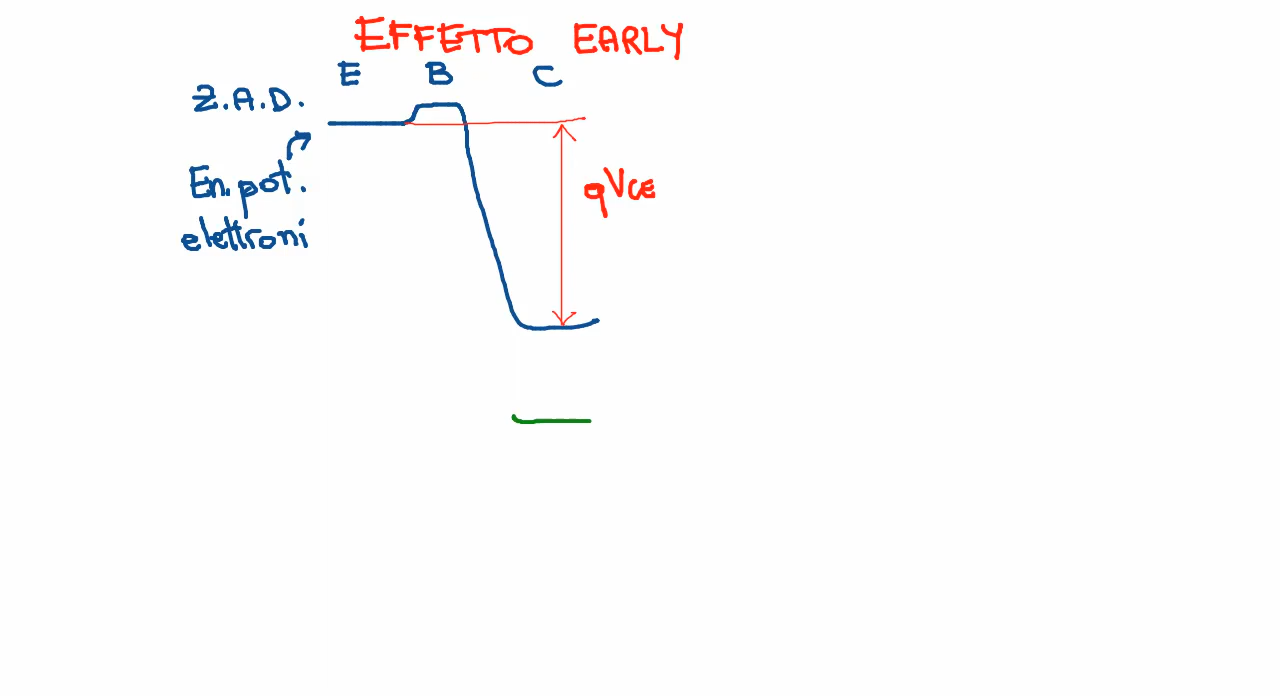 EFFETTO EARLY
E B C
Z.A.D.
En. pot.
elettroni
qVCE